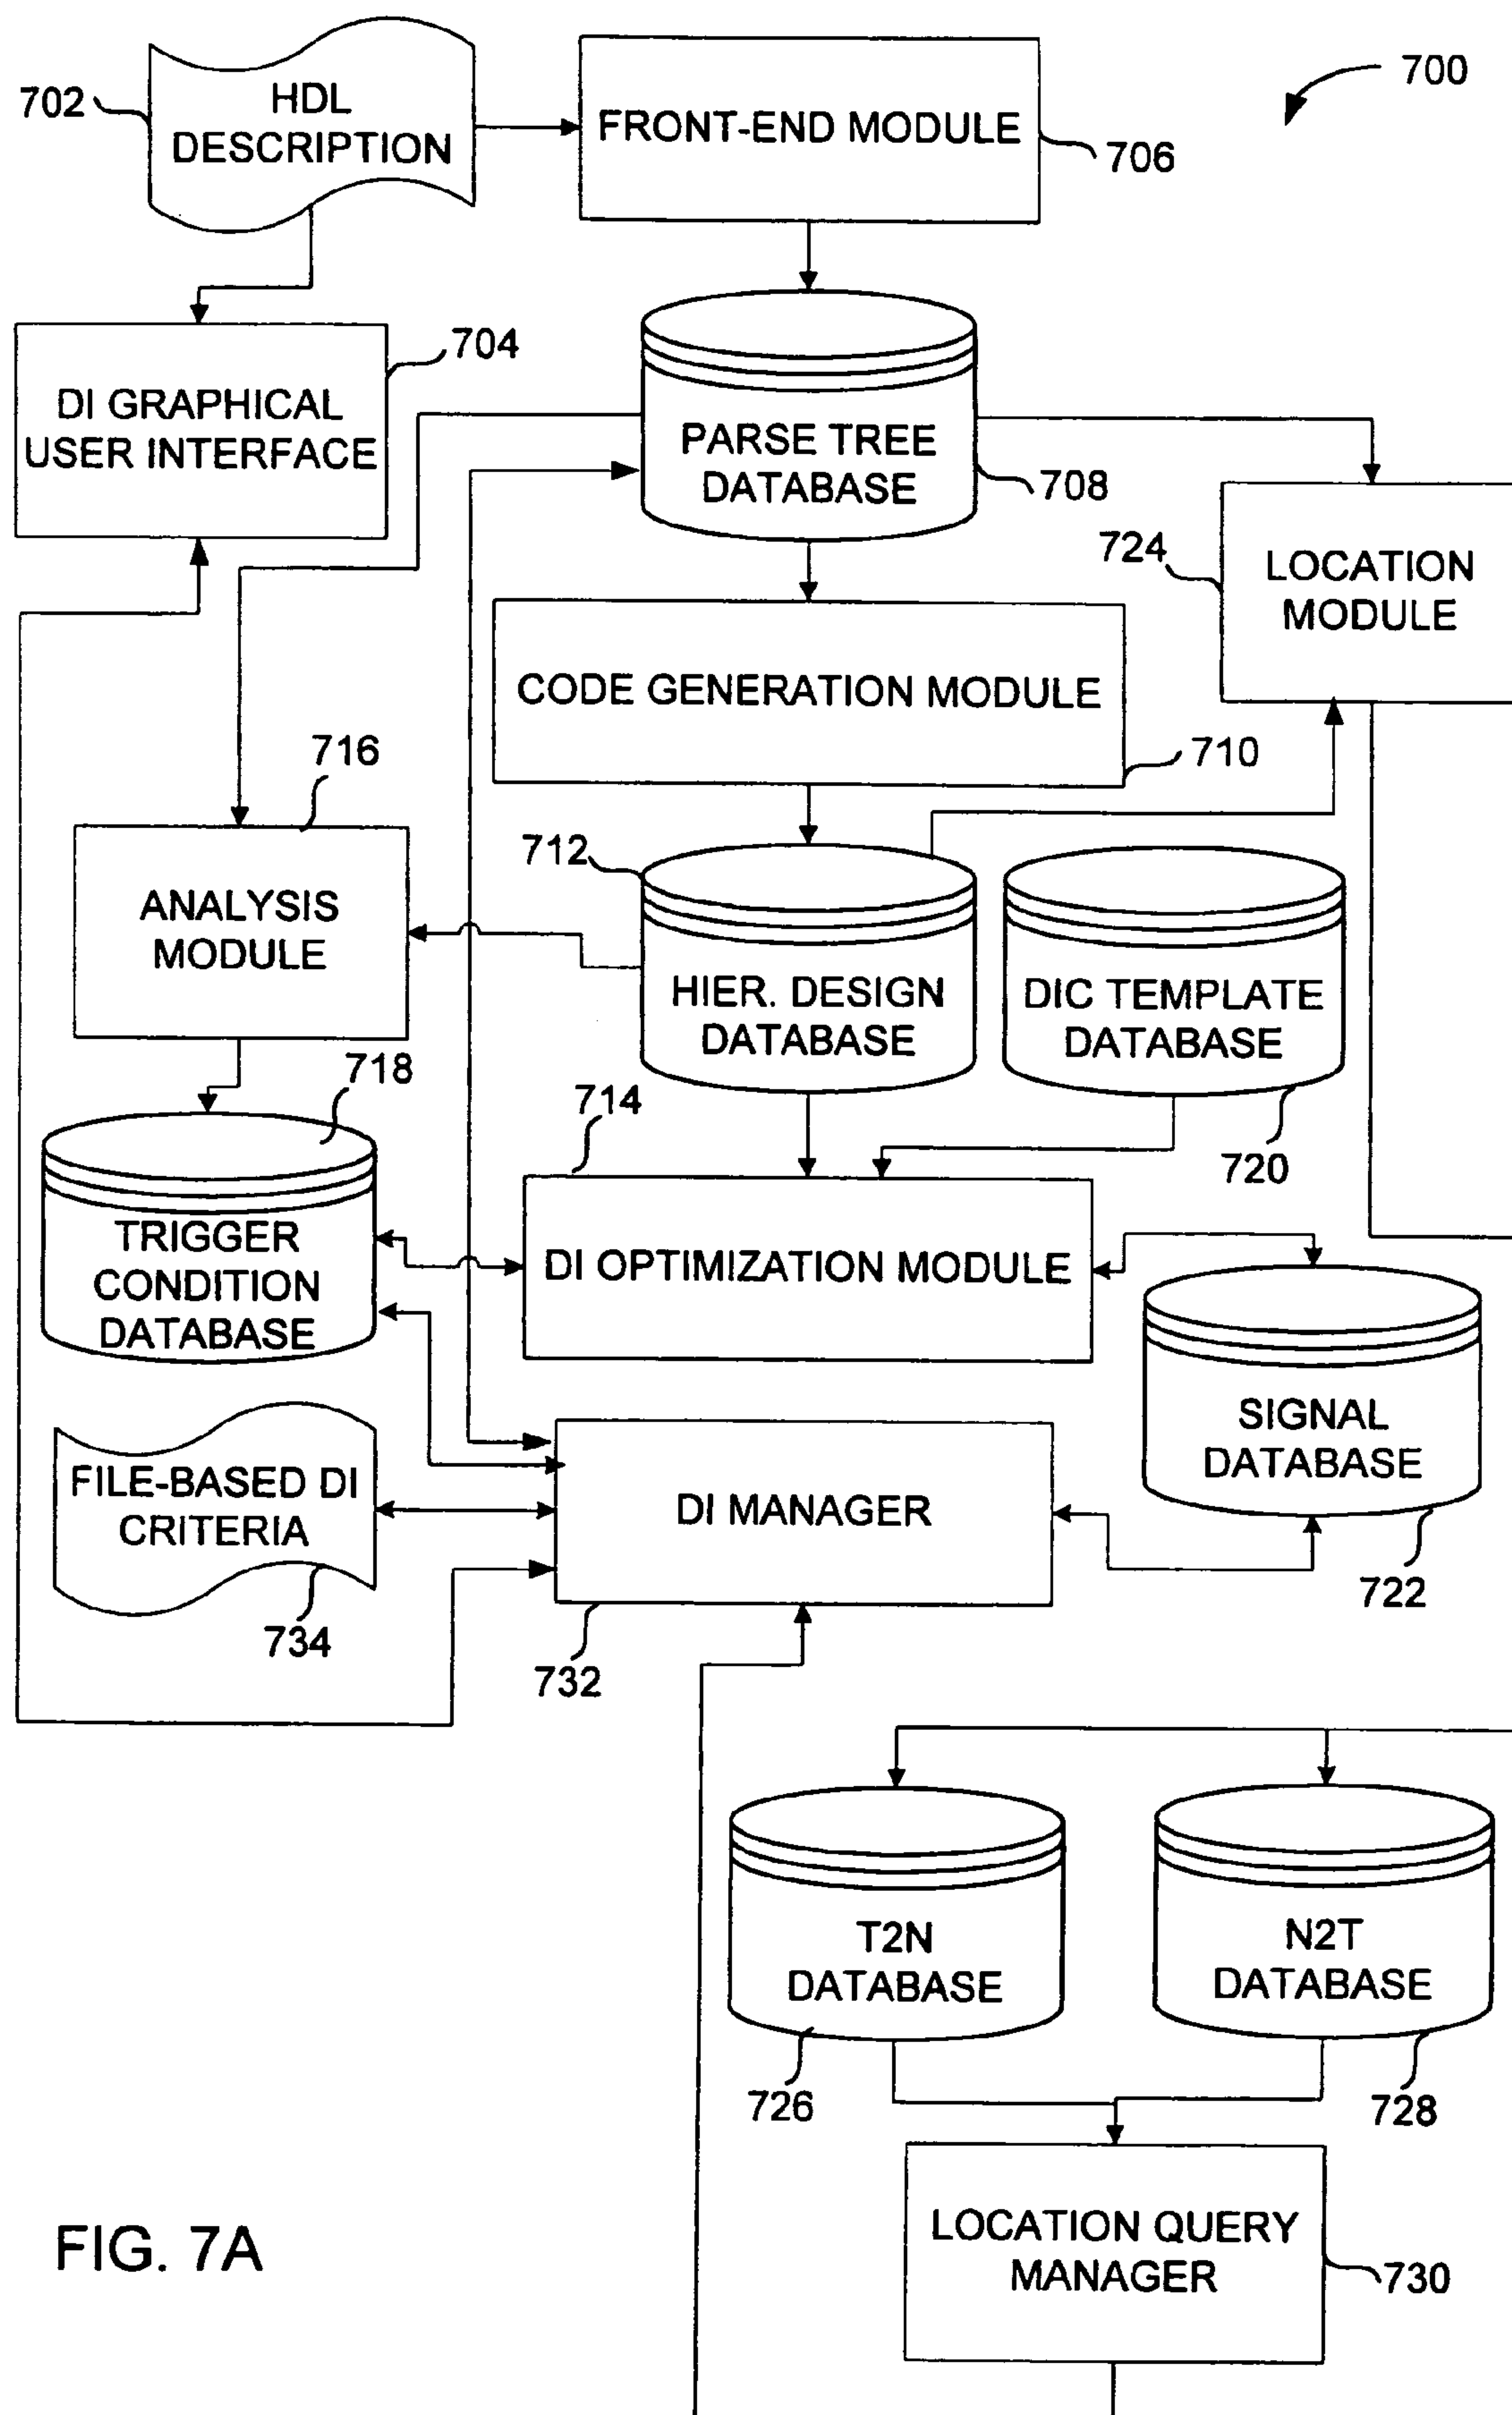 700
702
HDL
DESCRIPTION
FRONT-END MODULE
706
704
DI GRAPHICAL
USER INTERFACE
PARSE TREE
DATABASE
708
724
LOCATION
MODULE
CODE GENERATION MODULE
710
716
ANALYSIS
MODULE
712
HIER. DESIGN
DATABASE
DIC TEMPLATE
DATABASE
720
718
TRIGGER
CONDITION
DATABASE
714
DI OPTIMIZATION MODULE
SIGNAL
DATABASE
722
FILE-BASED DI
CRITERIA
734
DI MANAGER
732
T2N
DATABASE
726
N2T
DATABASE
728
LOCATION QUERY
MANAGER
730
FIG. 7A